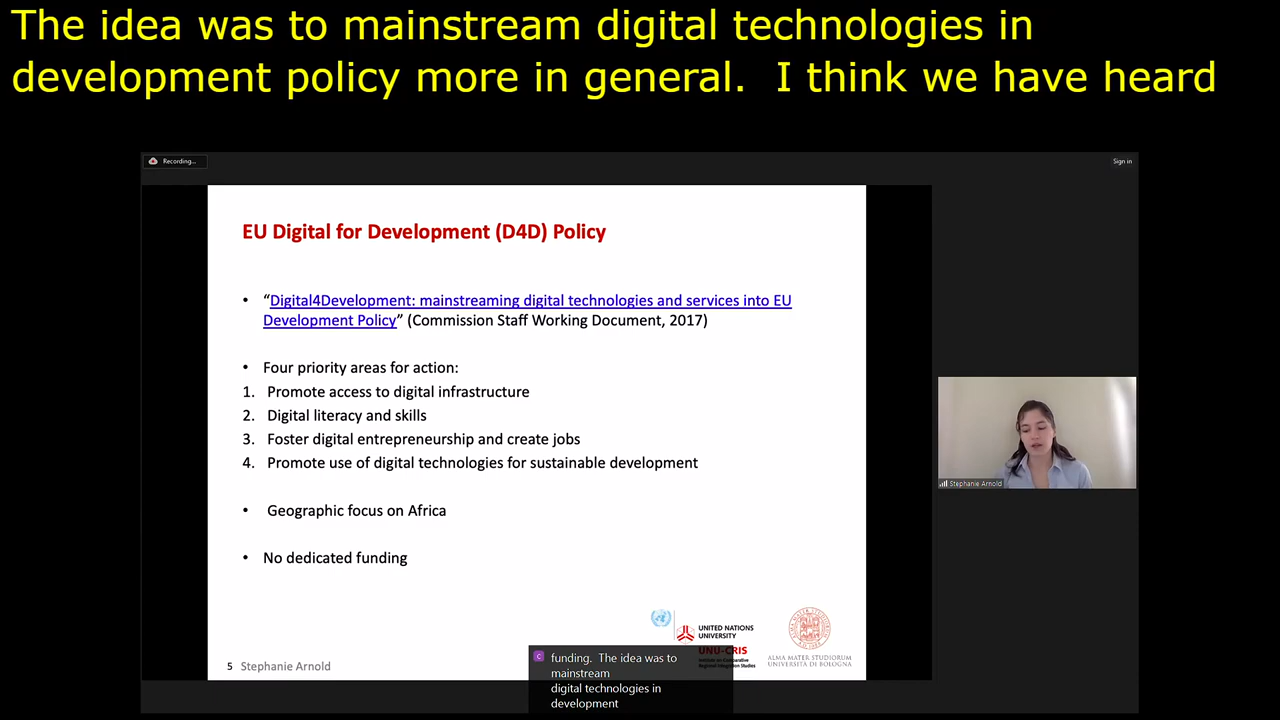 The idea was to mainstream digital technologies in
development policy more in general.  I think we have heard
Recording...
Sign in
EU Digital for Development (D4D) Policy
• “Digital4Development: mainstreaming digital technologies and services into EU
Development Policy” (Commission Staff Working Document, 2017)
• Four priority areas for action:
1. Promote access to digital infrastructure
2. Digital literacy and skills
3. Foster digital entrepreneurship and create jobs
4. Promote use of digital technologies for sustainable development
• Geographic focus on Africa
• No dedicated funding
Stephanie Arnold
UNITED NATIONS
UNIVERSITY
UNU-CRIS
ALMA MATER STUDIORUM
UNIVERSITÀ DI BOLOGNA
5 Stephanie Arnold
C
funding.  The idea was to
mainstream
digital technologies in
development